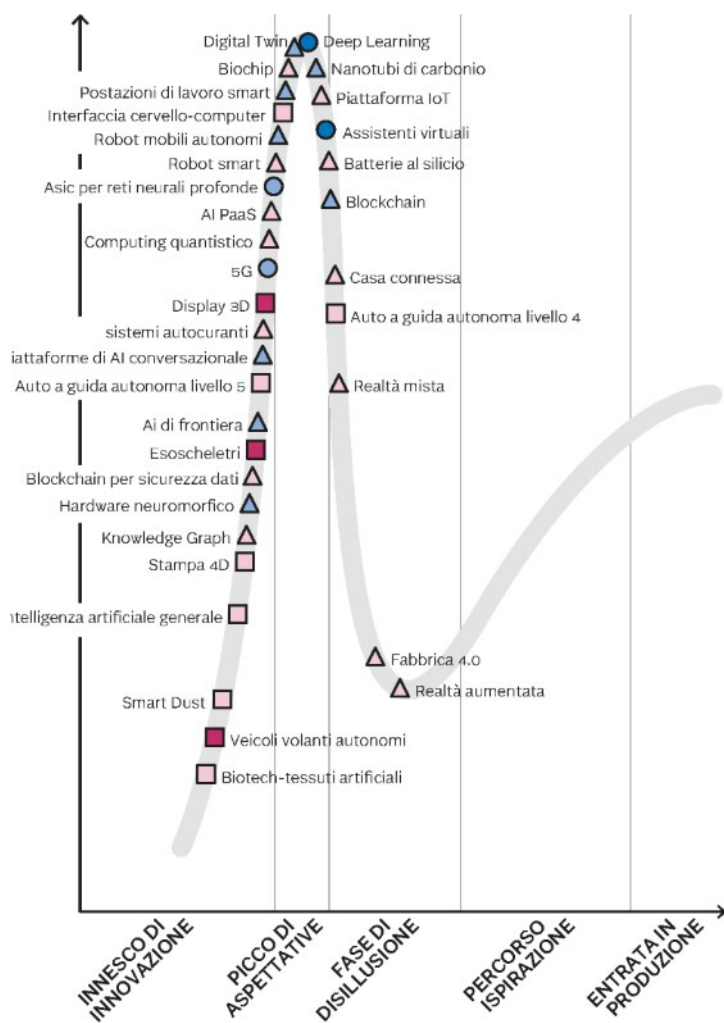 Digital Twin
Deep Learning
Biochip
Nanotubi di carbonio
Postazioni di lavoro smart
Piattaforma IoT
Interfaccia cervello-computer
Robot mobili autonomi
Assistenti virtuali
Robot smart
Batterie al silicio
Asic per reti neurali profonde
Blockchain
AI PaaS
Computing quantistico
5G
Casa connessa
Display 3D
Auto a guida autonoma livello 4
sistemi autocuranti
iattaforme di AI conversazionale
Auto a guida autonoma livello 5
Realtà mista
Ai di frontiera
Esoscheletri
Blockchain per sicurezza dati
Hardware neuromorfico
Knowledge Graph
Stampa 4D
ntelligenza artificiale generale
Fabbrica 4.0
Realtà aumentata
Smart Dust
Veicoli volanti autonomi
Biotech-tessuti artificiali
INNESCO DI
INNOVAZIONE
PICCO DI
ASPETTATIVE
FASE DI
DISILLUSIONE
PERCORSO
ISPIRAZIONE
ENTRATA IN
PRODUZIONE